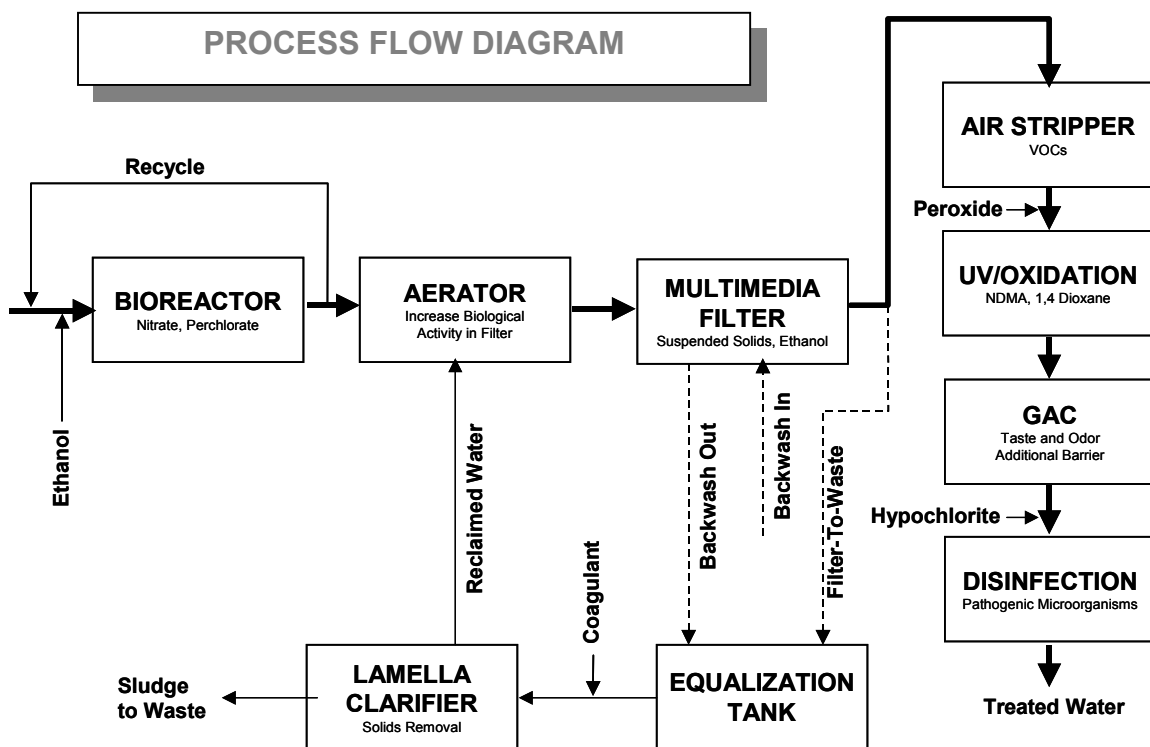 PROCESS FLOW DIAGRAM
AIR STRIPPER
VOCs
Recycle
Peroxide
BIOREACTOR
Nitrate, Perchlorate
AERATOR
Increase Biological
Activity in Filter
MULTIMEDIA
FILTER
Suspended Solids, Ethanol
UV/OXIDATION
NDMA, 1,4 Dioxane
Ethanol
Reclaimed Water
Backwash Out
Backwash In
Filter-To-Waste
GAC
Taste and Odor
Additional Barrier
Hypochlorite
DISINFECTION
Pathogenic Microorganisms
Coagulant
Sludge
to Waste
LAMELLA
CLARIFIER
Solids Removal
EQUALIZATION
TANK
Treated Water